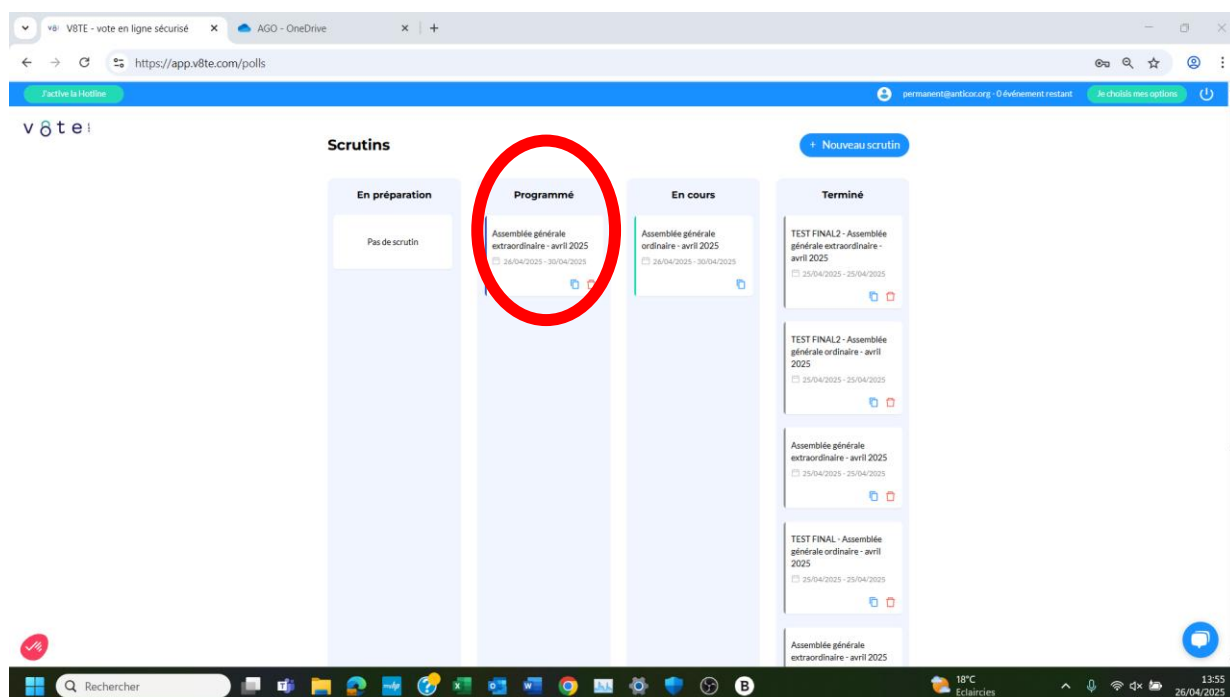 V8TE - vote en ligne sécurisé
AGO - OneDrive
https://app.v8te.com/polls
J'active la Hotline
permanent@anticor.org - 0 événement restant
Je choisis mes options
v8te
Scrutins
+ Nouveau scrutin
En préparation
Programmé
En cours
Terminé
Pas de scrutin
Assemblée générale
extraordinaire - avril 2025
26/04/2025 - 30/04/2025
Assemblée générale
ordinaire - avril 2025
26/04/2025 - 30/04/2025
TEST FINAL2 - Assemblée
générale extraordinaire -
avril 2025
25/04/2025 - 25/04/2025
TEST FINAL2 - Assemblée
générale ordinaire - avril
2025
25/04/2025 - 25/04/2025
Assemblée générale
extraordinaire - avril 2025
25/04/2025 - 25/04/2025
TEST FINAL - Assemblée
générale ordinaire - avril
2025
25/04/2025 - 25/04/2025
Assemblée générale
extraordinaire - avril 2025
Rechercher
18°C
Eclaircies
13:55
26/04/2025